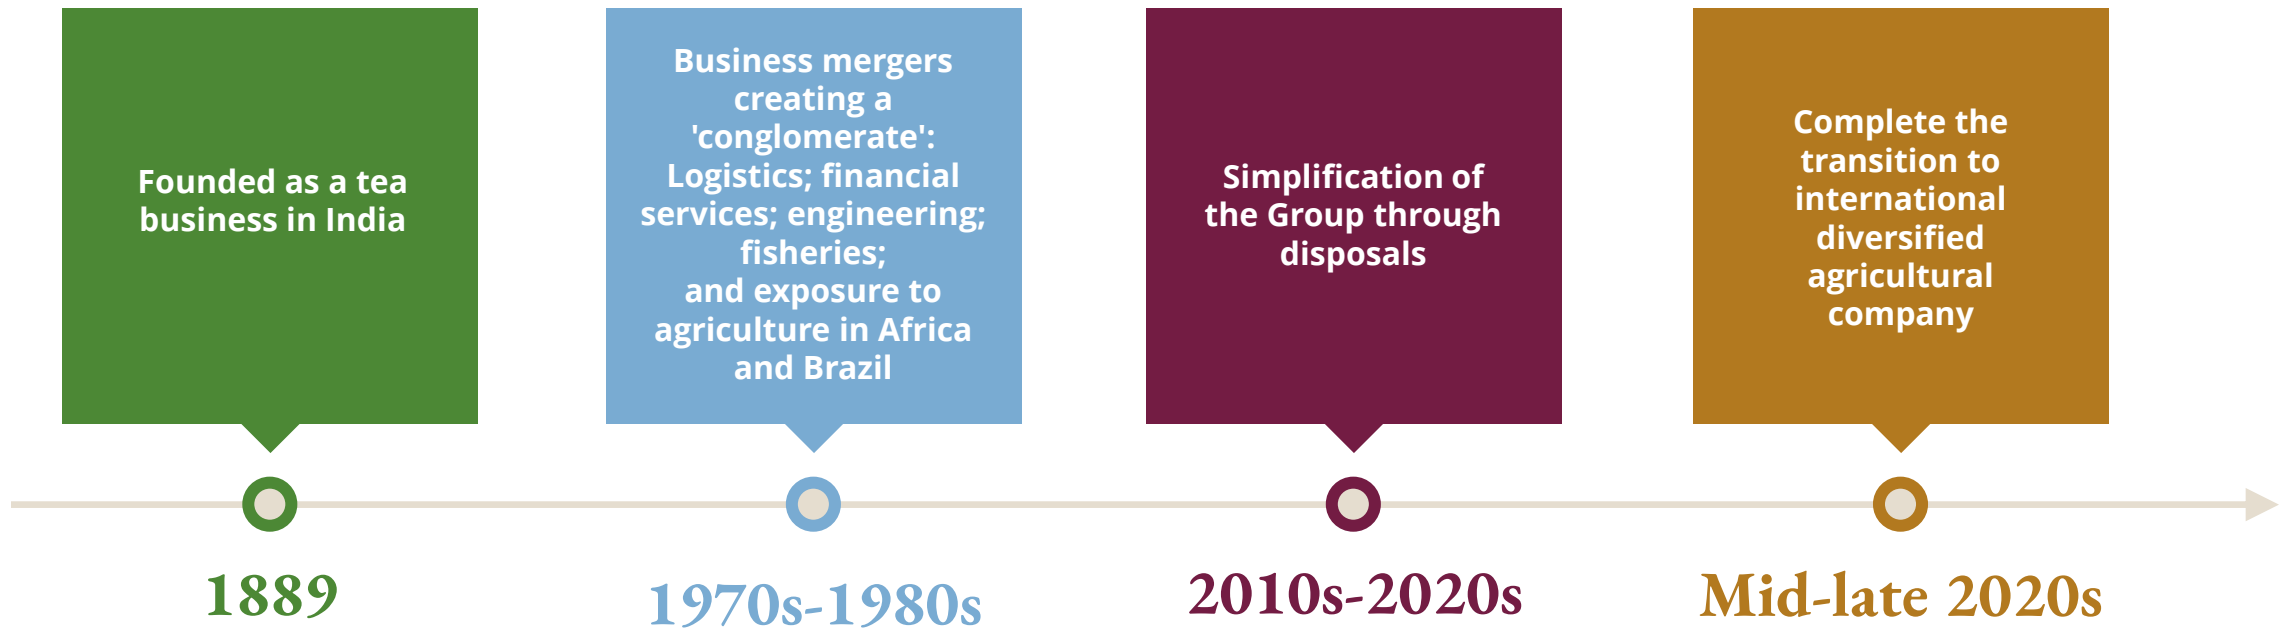 Founded as a tea
business in India
Business mergers
creating a
'conglomerate':
Logistics; financial
services; engineering;
fisheries;
and exposure to
agriculture in Africa
and Brazil
Simplification of
the Group through
disposals
Complete the
transition to
international
diversified
agricultural
company
1889
1970s-1980s
2010s-2020s
Mid-late 2020s